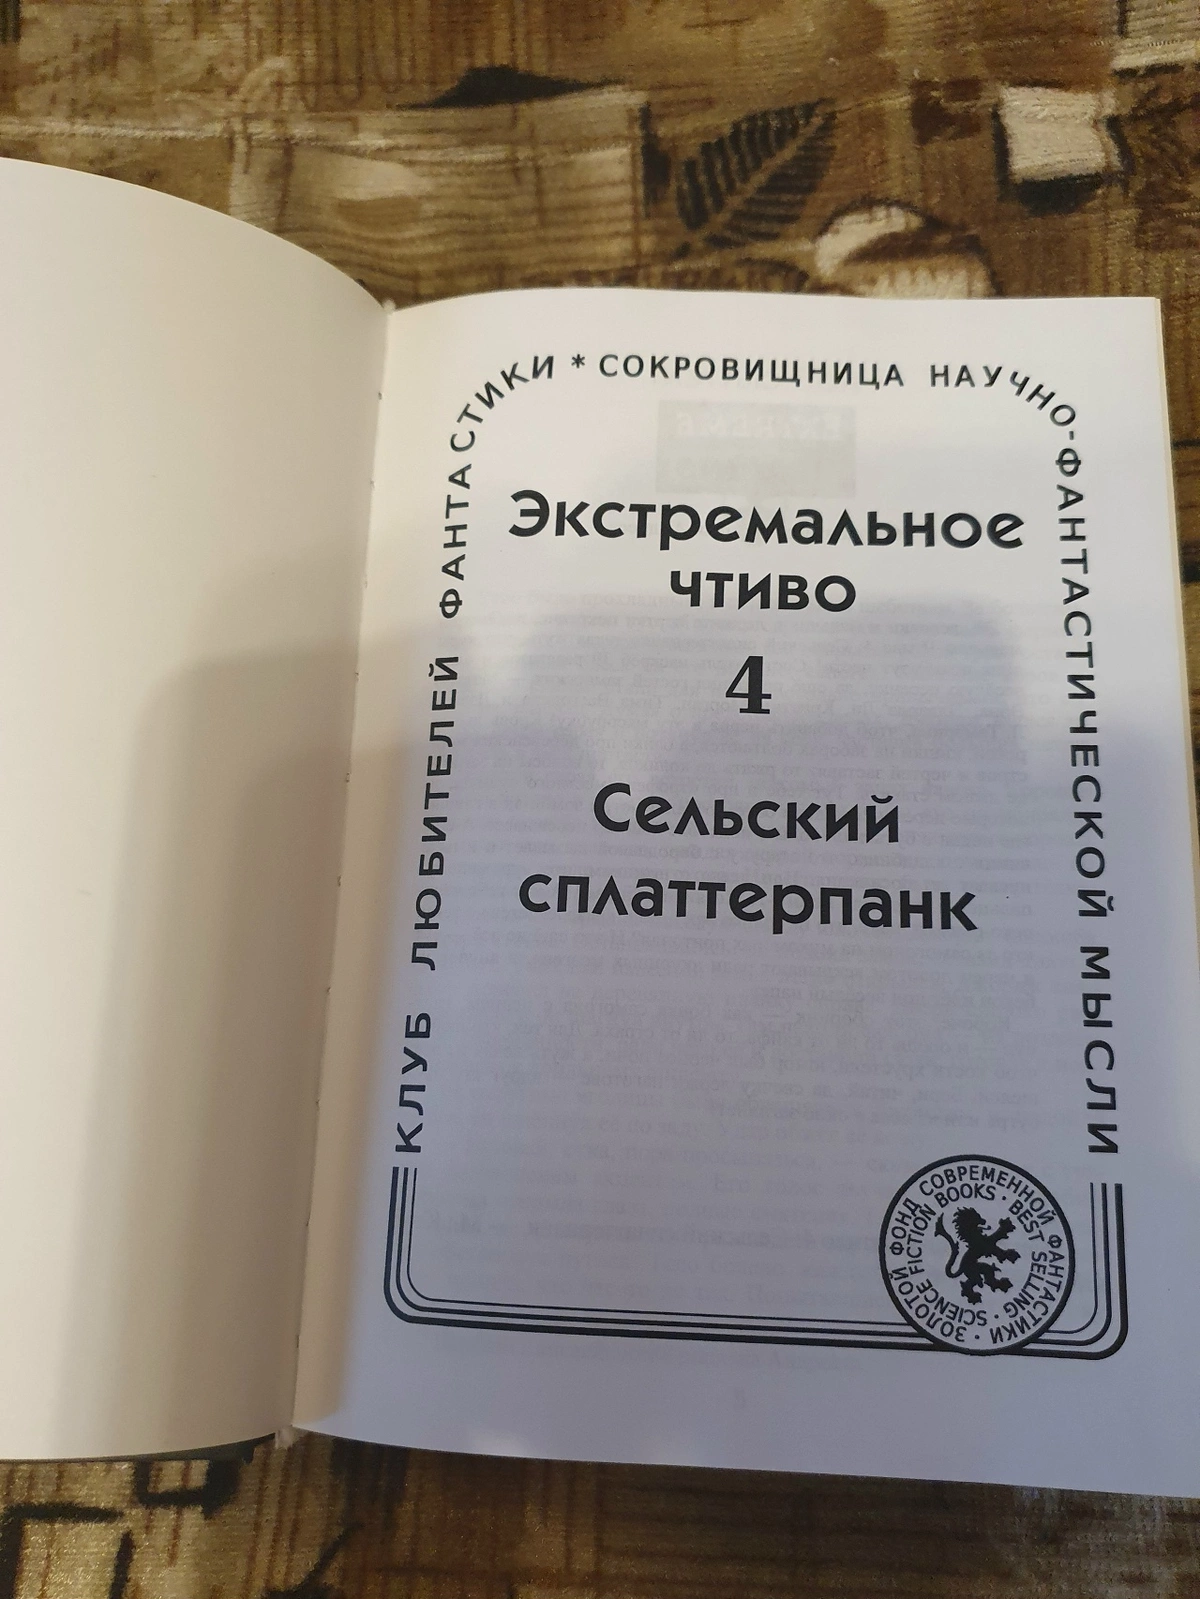 КЛУБ ЛЮБИТЕЛЕЙ ФАНТАСТИКИ * СОКРОВИЩНИЦА НАУЧНО-ФАНТАСТИЧЕСКОЙ МЫСЛИ
Экстремальное
чтиво
4
Сельский
сплаттерпанк
ЗОЛОТОЙ ФОНД СОВРЕМЕННОЙ ФАНТАСТИКИ ·
SCIENCE FICTION BOOKS · BEST SELLING ·